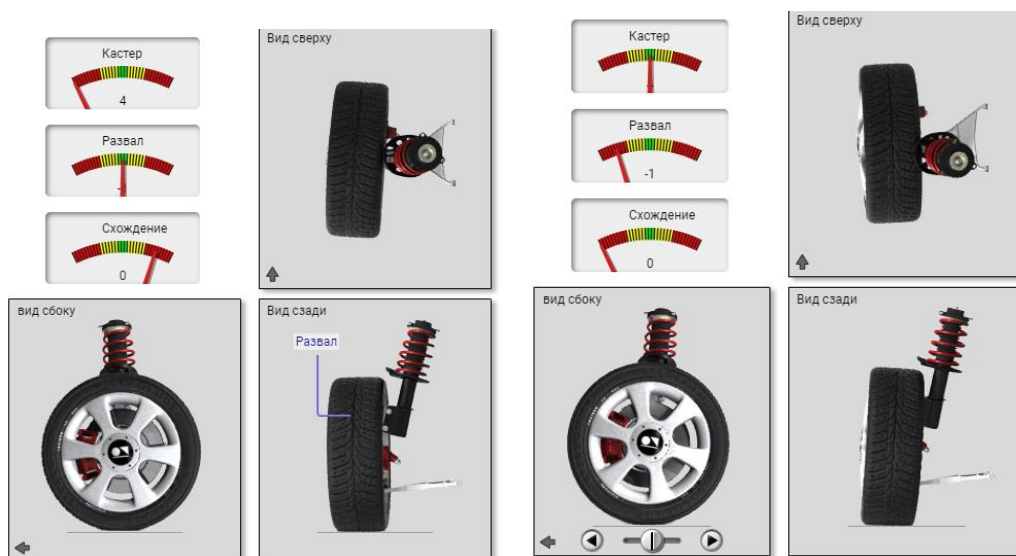 Кастер
4
Развал
Схождение
0
Вид сверху
вид сбоку
Вид сзади
Развал
Кастер
Развал
-1
Схождение
0
Вид сверху
вид сбоку
Вид сзади